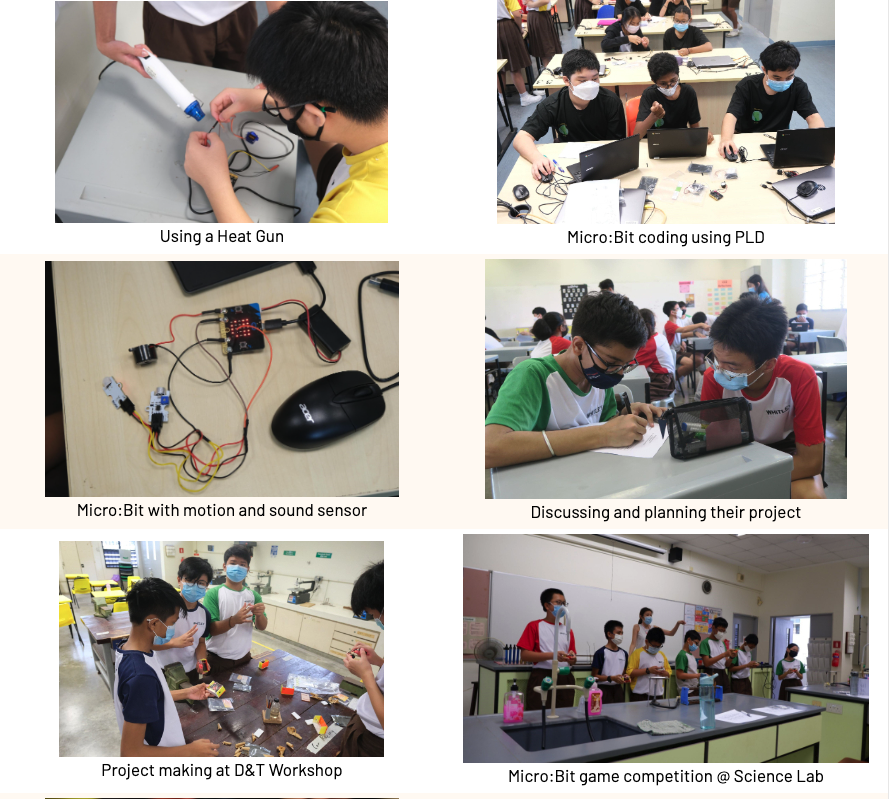 Using a Heat Gun
Micro:Bit coding using PLD
acer
Micro:Bit with motion and sound sensor
Discussing and planning their project
Project making at D&T Workshop
Micro:Bit game competition @ Science Lab